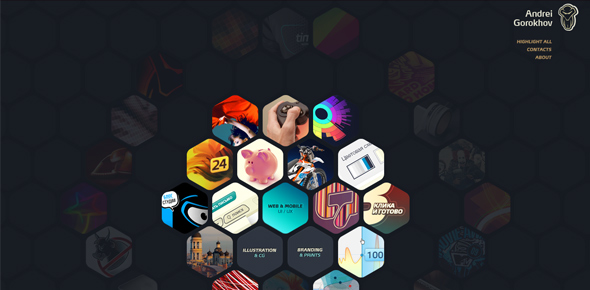 Andrei
Gorokhov
HIGHLIGHT ALL
CONTACTS
ABOUT
24
WEB & MOBILE
UI / UX
КЛИКА
И ГОТОВО
ILLUSTRATION
& CG
BRANDING
& PRINTS
100